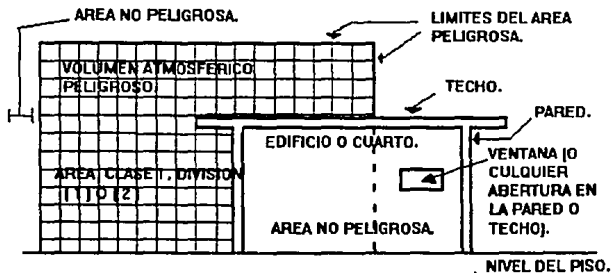 AREA NO PELIGROSA.
LIMITES DEL AREA
PELIGROSA.
VOLUMEN ATMOSFERICO
PELIGROSO.
TECHO.
PARED.
EDIFICIO O CUARTO.
VENTANA [O
CULQUIER
ABERTURA EN
LA PARED O
TECHO].
AREA CLASE 1, DIVISION
[1] O [2]
AREA NO PELIGROSA.
NIVEL DEL PISO.